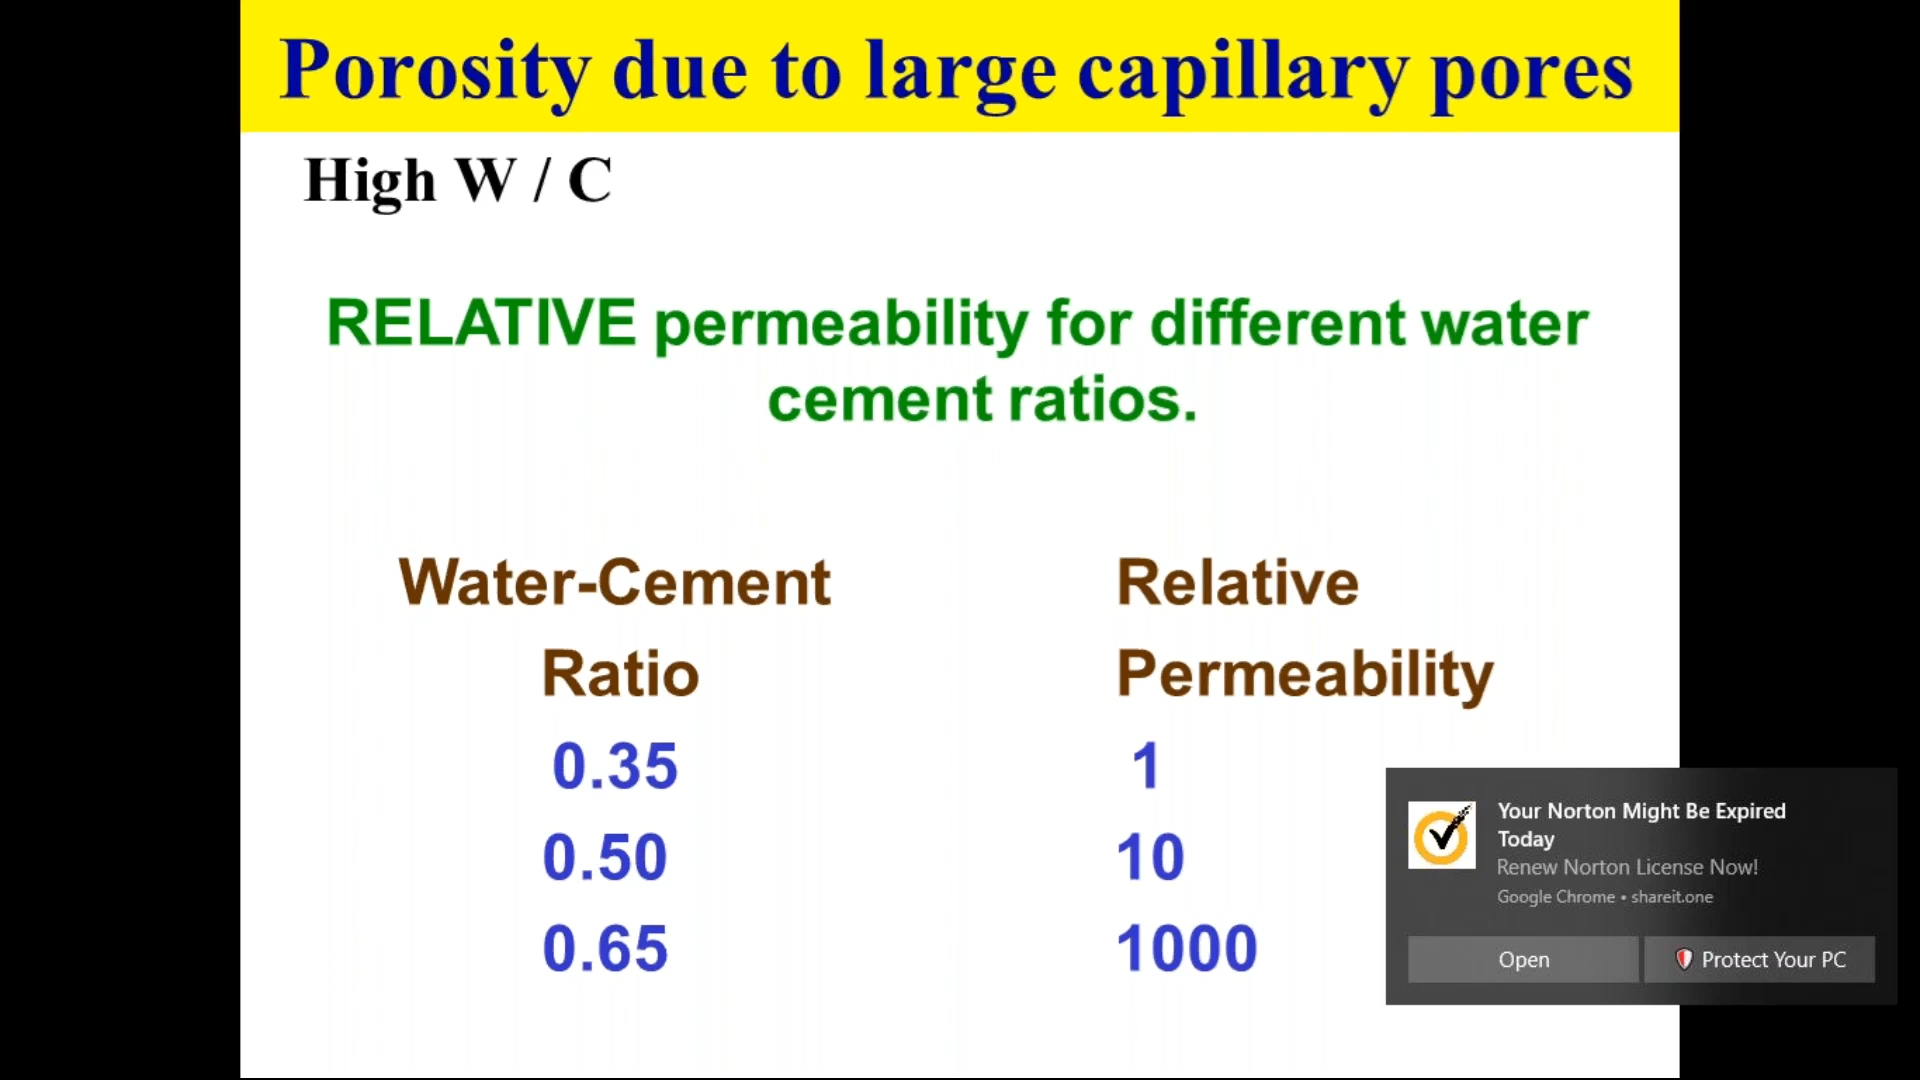 Porosity due to large capillary pores
High W / C
RELATIVE permeability for different water
cement ratios.
Water-Cement Relative
Ratio Permeability
0.35 1
0.50 10
0.65 1000
Your Norton Might Be Expired
Today
Renew Norton License Now!
Google Chrome • shareit.one
Open Protect Your PC